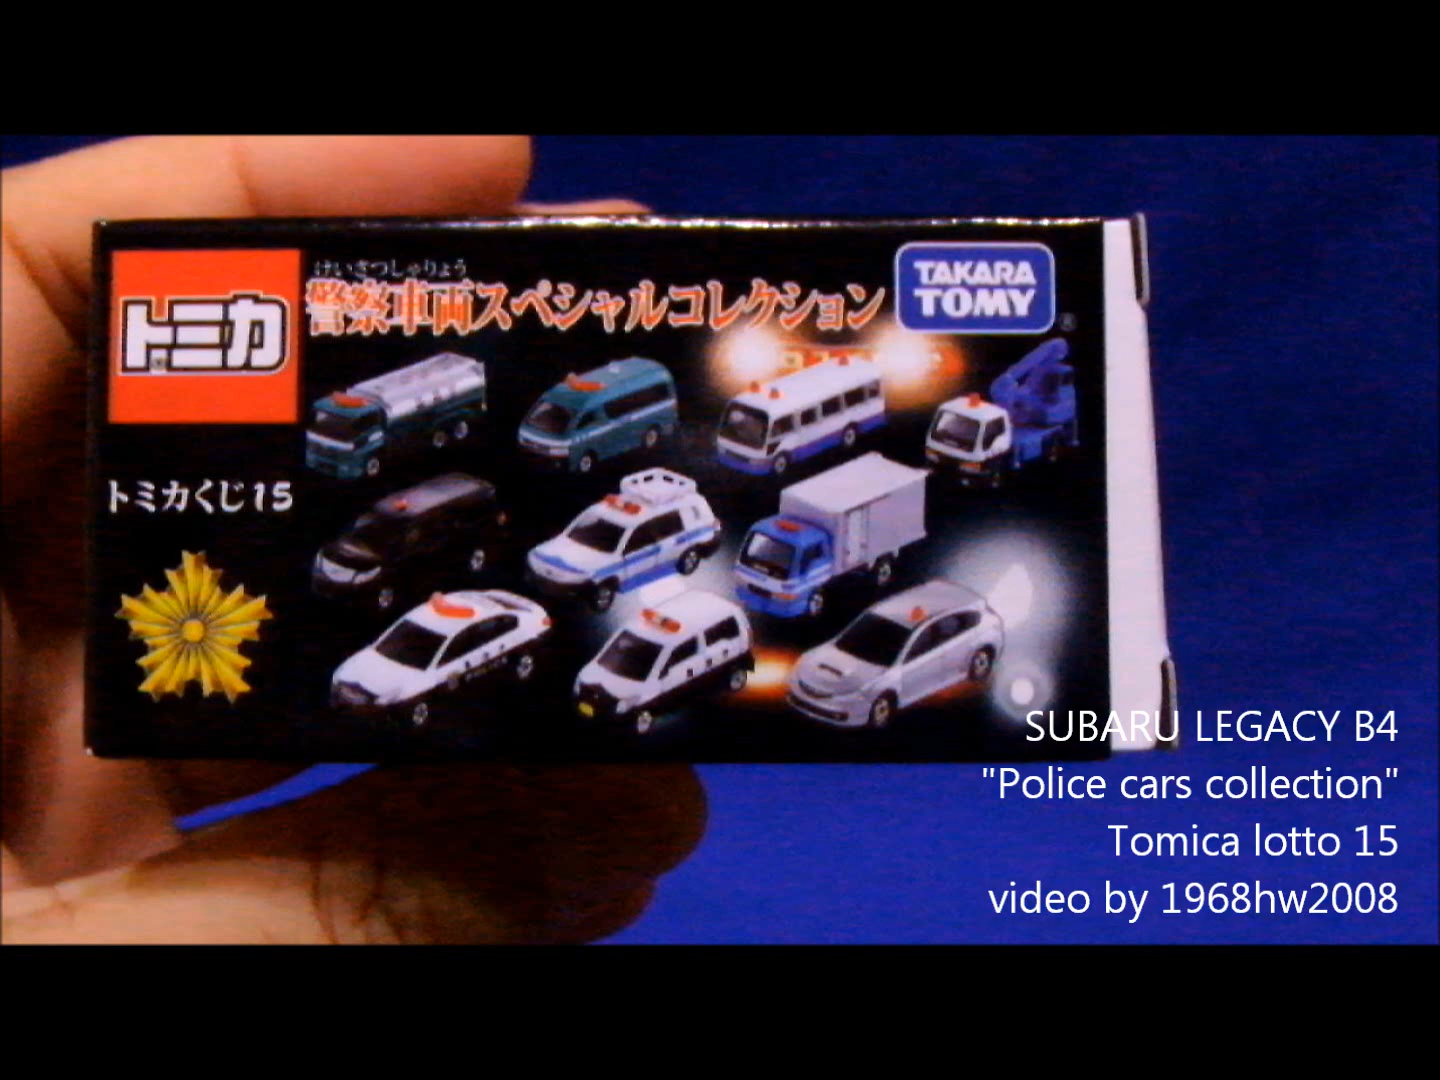 トミカ
けいさつしゃりょう
警察車両スペシャルコレクション
TAKARA
TOMY
トミカくじ15
SUBARU LEGACY B4
"Police cars collection"
Tomica lotto 15
video by 1968hw2008